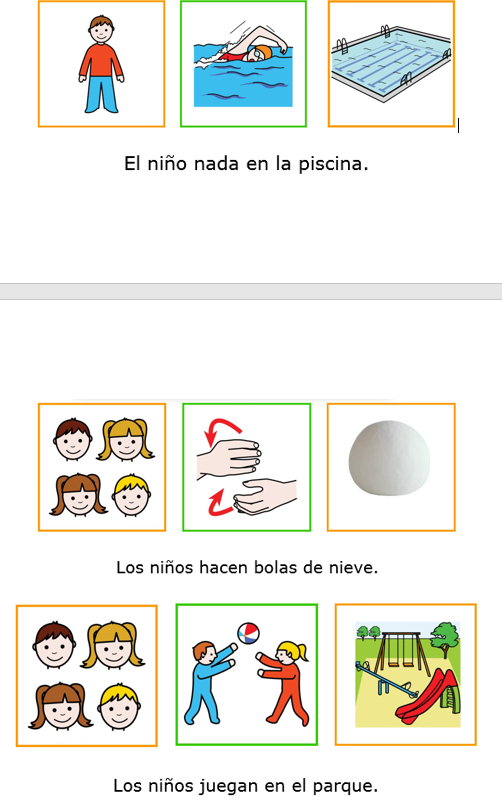 El niño nada en la piscina.
Los niños hacen bolas de nieve.
Los niños juegan en el parque.